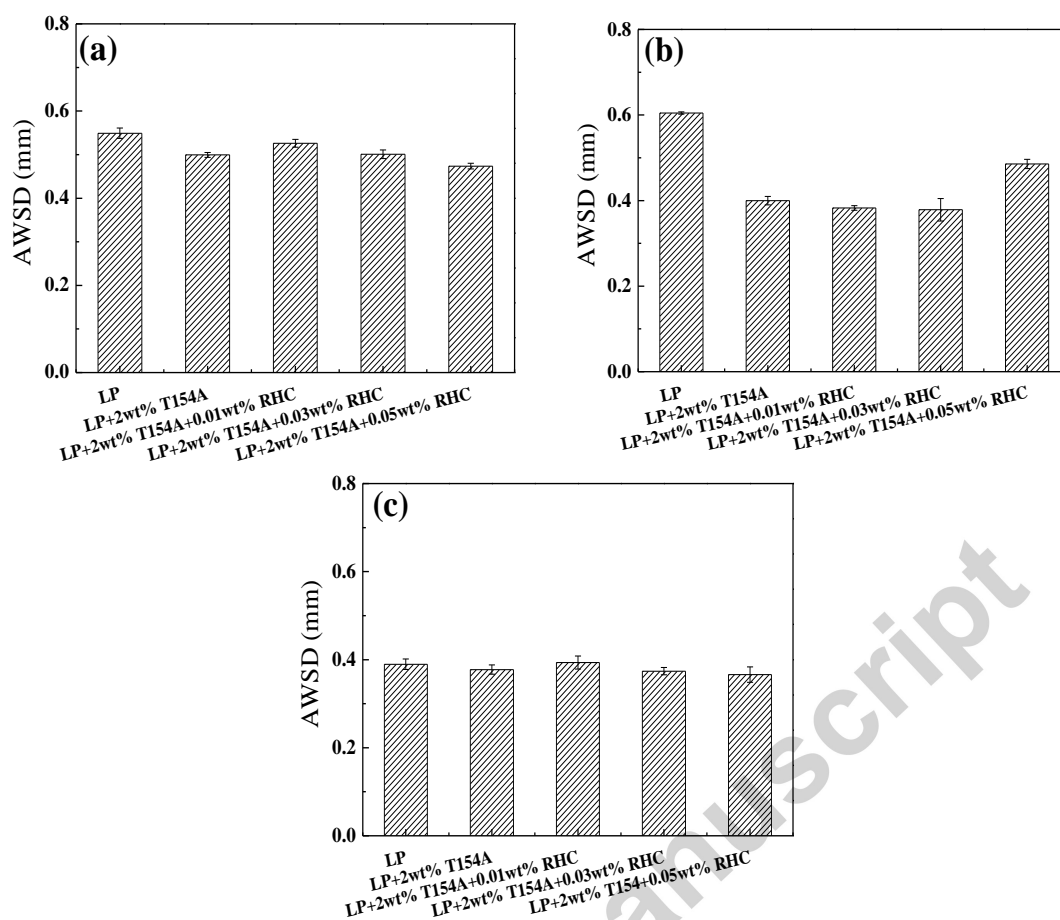 (a)
AWSD (mm)
0.8
0.6
0.4
0.2
0.0
LP
LP+2wt% T154A
LP+2wt% T154A+0.01wt% RHC
LP+2wt% T154A+0.03wt% RHC
LP+2wt% T154A+0.05wt% RHC
(b)
AWSD (mm)
0.8
0.6
0.4
0.2
0.0
LP
LP+2wt% T154A
LP+2wt% T154A+0.01wt% RHC
LP+2wt% T154A+0.03wt% RHC
LP+2wt% T154A+0.05wt% RHC
(c)
AWSD (mm)
0.8
0.6
0.4
0.2
0.0
LP
LP+2wt% T154A
LP+2wt% T154A+0.01wt% RHC
LP+2wt% T154A+0.03wt% RHC
LP+2wt% T154+0.05wt% RHC
anuscript